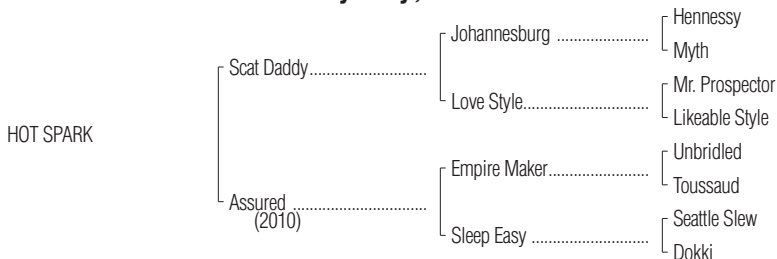 Hennessy
Johannesburg ......................
Myth
Scat Daddy............................
Mr. Prospector
Love Style..............................
Likeable Style
HOT SPARK
Unbridled
Empire Maker........................
Toussaud
Assured ................................
(2010)
Seattle Slew
Sleep Easy ............................
Dokki